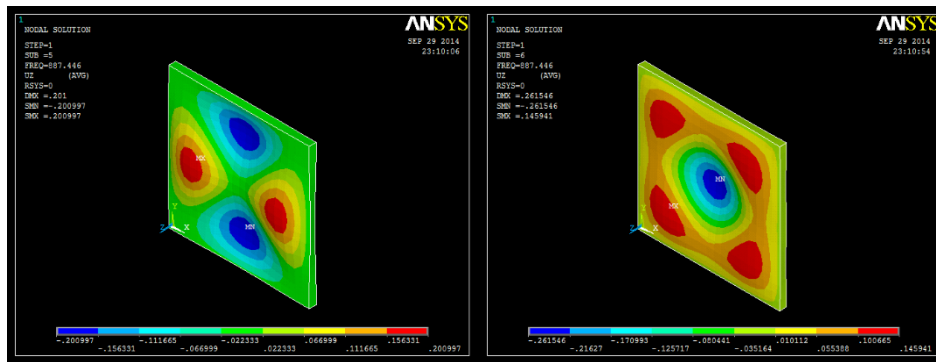 1
ANSYS
NODAL SOLUTION
SEP 29 2014
23:10:06
STEP=1
SUB =5
FREQ=887.446
UZ (AVG)
RSYS=0
DMX =.201
SMN =-.200997
SMX =.200997
MX
Y
Z X
MN
-.200997 -.111665 -.022333 .066999 .156331
-.156331 -.066999 .022333 .111665 .200997
1
ANSYS
NODAL SOLUTION
SEP 29 2014
23:10:54
STEP=1
SUB =6
FREQ=887.446
UZ (AVG)
RSYS=0
DMX =.261546
SMN =-.261546
SMX =.145941
MN
MX
Y
Z X
-.261546 -.170993 -.080441 .010112 .100665
-.21627 -.125717 -.035164 .055388 .145941